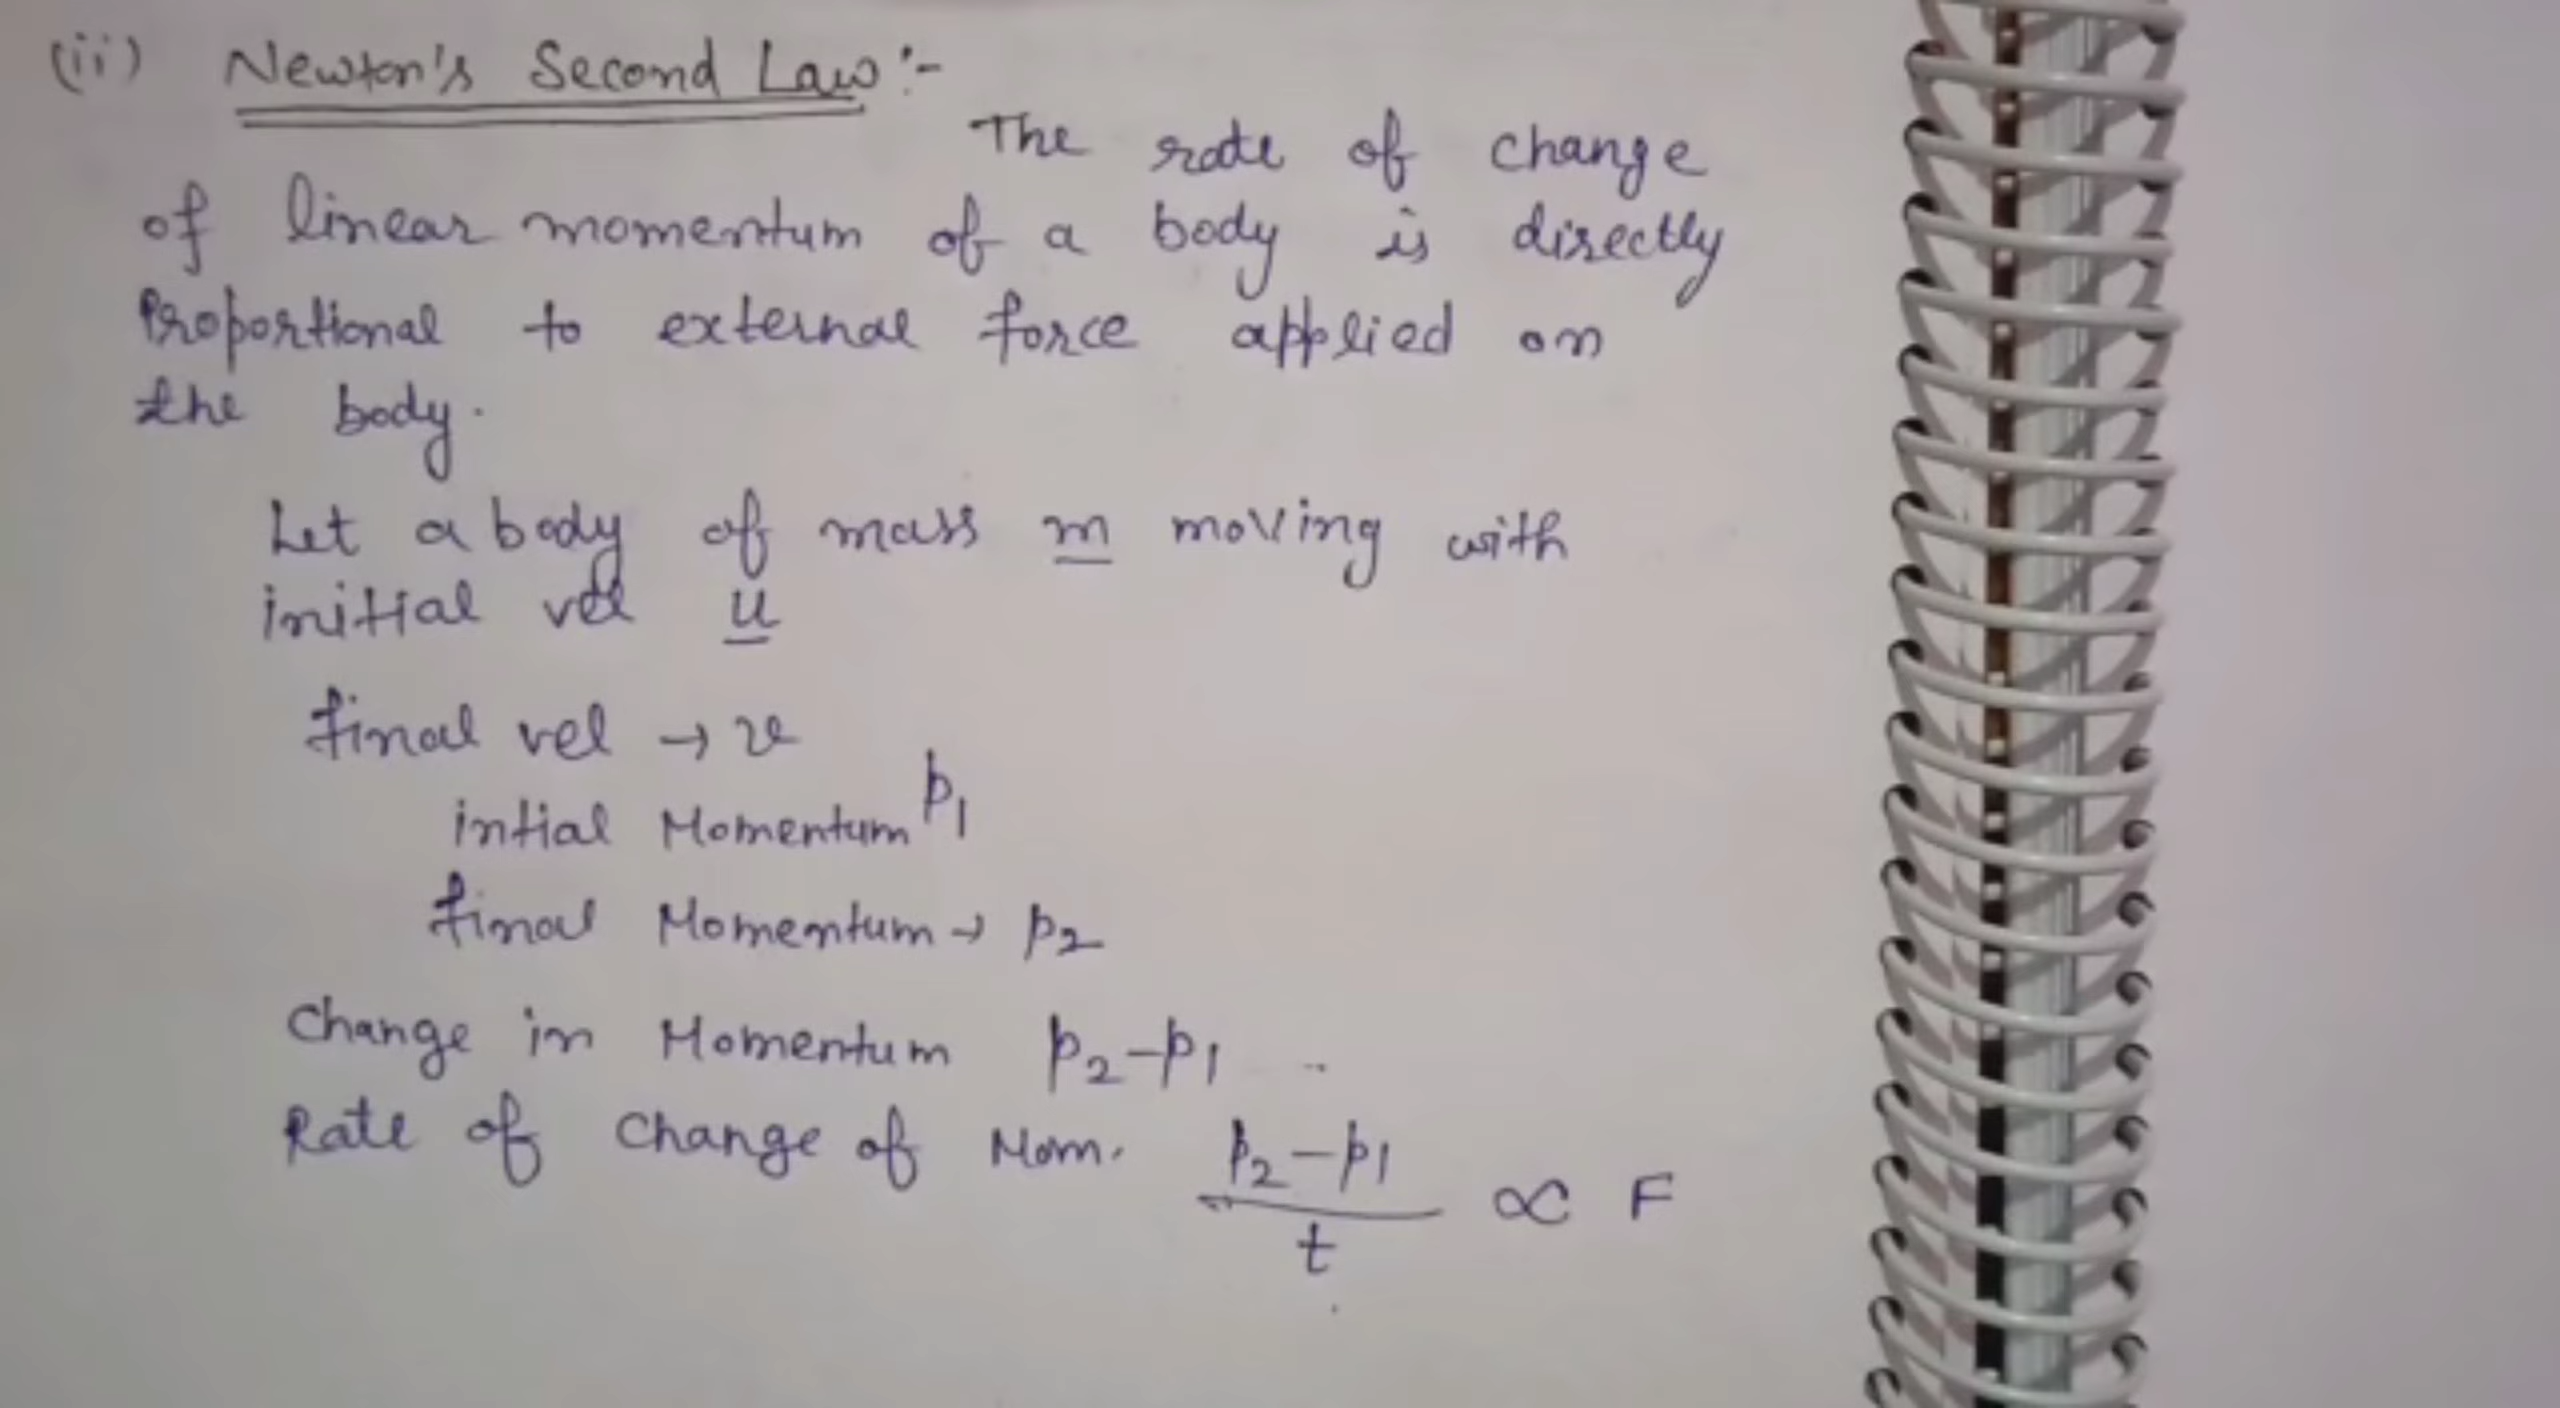 (ii) Newton's Second Law :-
The rate of change
of linear momentum of a body is directly
Proportional to external force applied on
the body.
Let a body of mass m moving with
initial vel u
final vel → v
intial Momentum p₁
final Momentum → p₂
Change in Momentum p₂-p₁
Rate of Change of Mom. (p₂-p₁)/t ∝ F